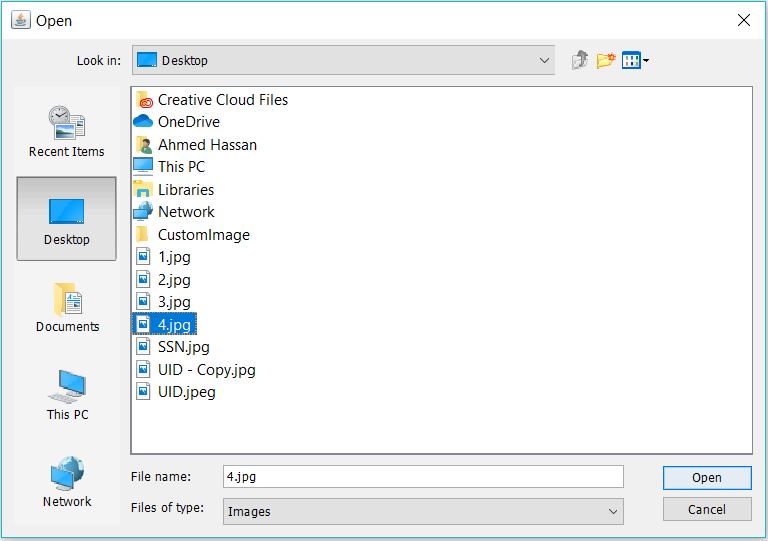 Open
Look in: Desktop
Recent Items
Desktop
Documents
This PC
Network
Creative Cloud Files
OneDrive
Ahmed Hassan
This PC
Libraries
Network
CustomImage
1.jpg
2.jpg
3.jpg
4.jpg
SSN.jpg
UID - Copy.jpg
UID.jpeg
File name: 4.jpg Open
Files of type: Images Cancel